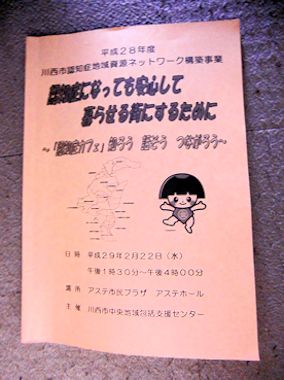 平成28年度
川西市認知症地域資源ネットワーク構築事業
認知症になっても安心して
暮らせる街にするために
～「認知症カフェ」知ろう 話そう つながろう～
日時 平成29年2月22日(水)
午後1時30分～午後4時00分
場所 アステ市民プラザ アステホール
主催 川西市中央地域包括支援センター